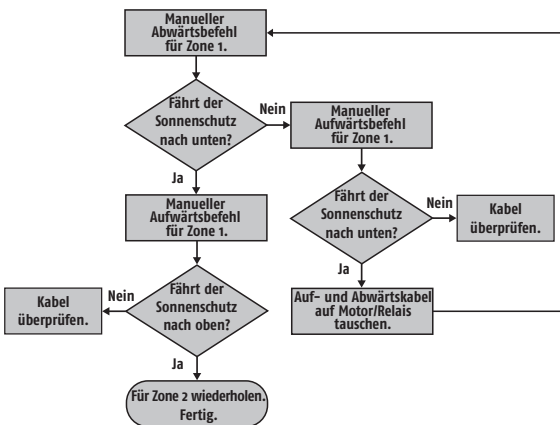 Manueller
Abwärtsbefehl
für Zone 1.
Fährt der
Sonnenschutz
nach unten?
Nein
Manueller
Aufwärtsbefehl
für Zone 1.
Ja
Manueller
Aufwärtsbefehl
für Zone 1.
Fährt der
Sonnenschutz
nach unten?
Nein
Kabel
überprüfen.
Ja
Auf- und Abwärtskabel
auf Motor/Relais
tauschen.
Fährt der
Sonnenschutz
nach oben?
Nein
Kabel
überprüfen.
Ja
Für Zone 2 wiederholen.
Fertig.